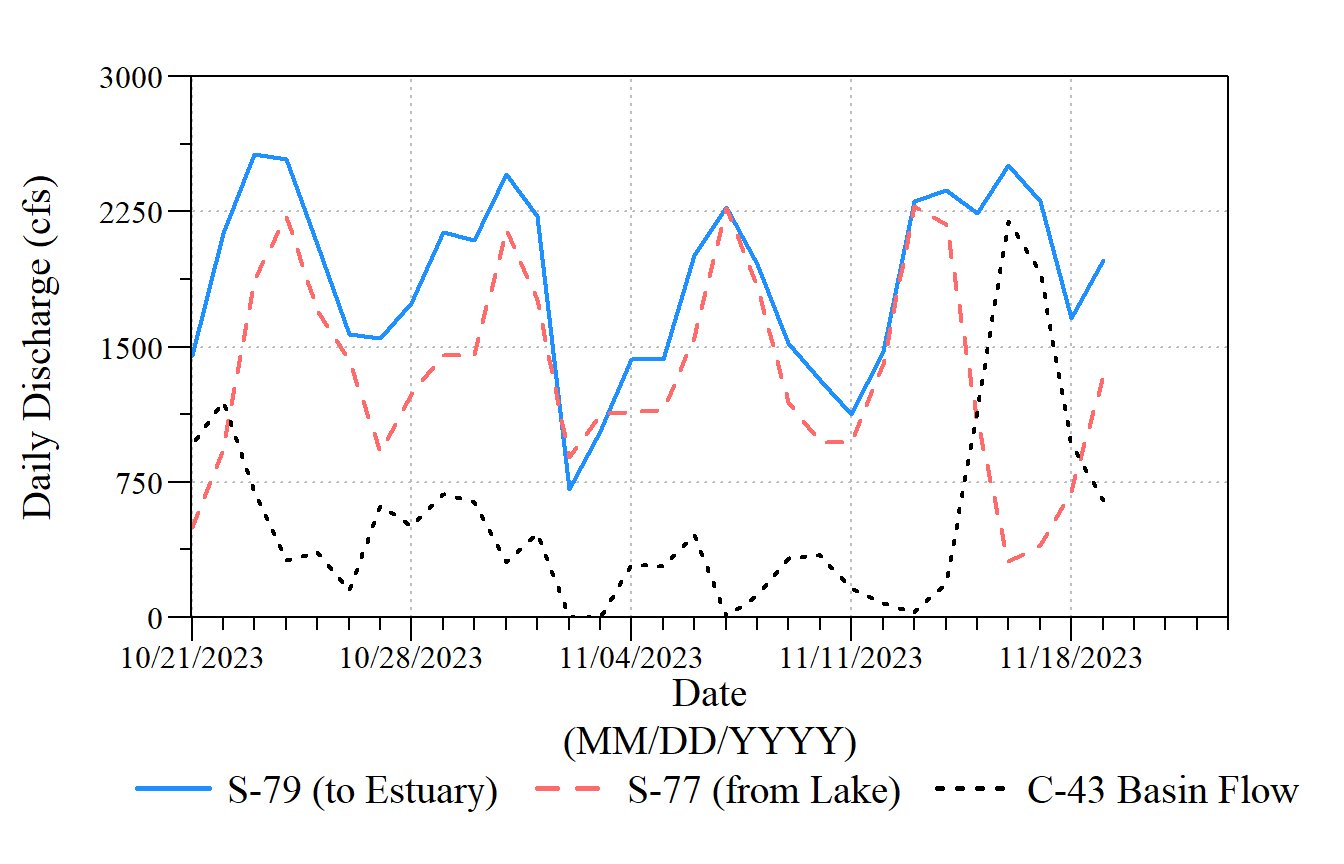 Daily Discharge (cfs)
3000
2250
1500
750
0
10/21/2023 10/28/2023 11/04/2023 11/11/2023 11/18/2023
Date
(MM/DD/YYYY)
S-79 (to Estuary) S-77 (from Lake) C-43 Basin Flow